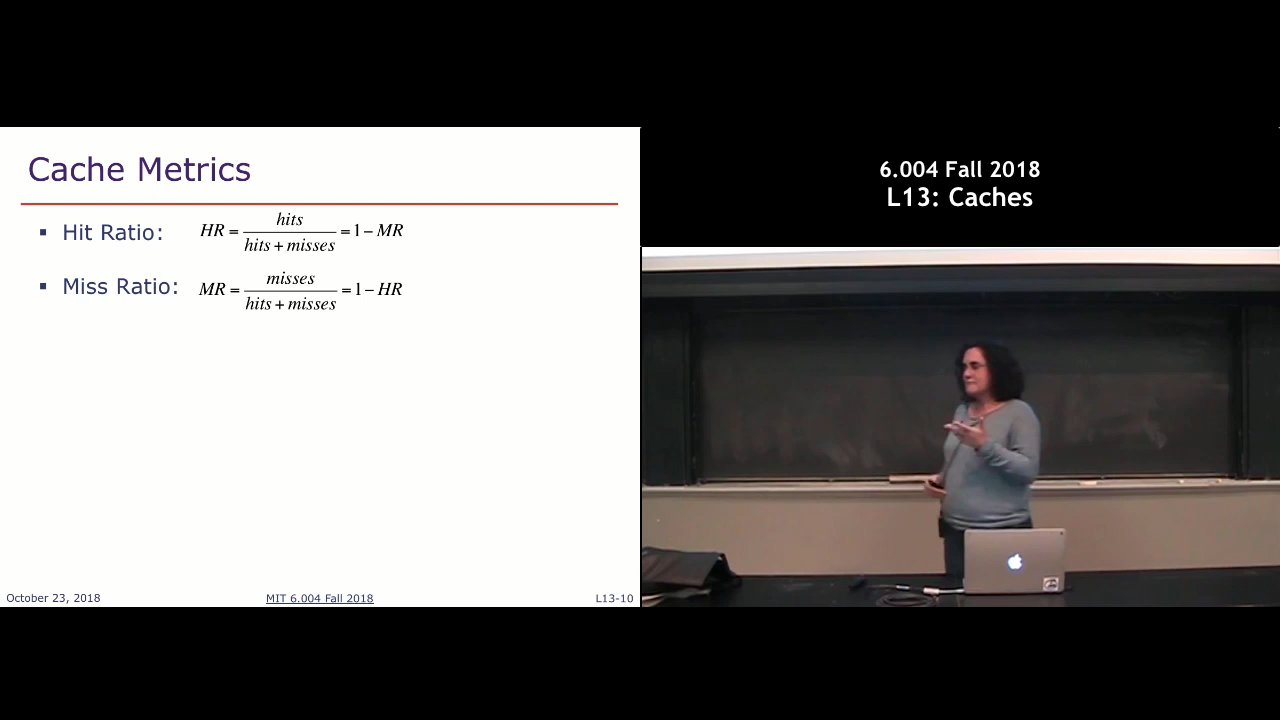 Cache Metrics
▪ Hit Ratio: HR = hits / hits + misses = 1 – MR
▪ Miss Ratio: MR = misses / hits + misses = 1 – HR
October 23, 2018 MIT 6.004 Fall 2018 L13-10
6.004 Fall 2018
L13: Caches